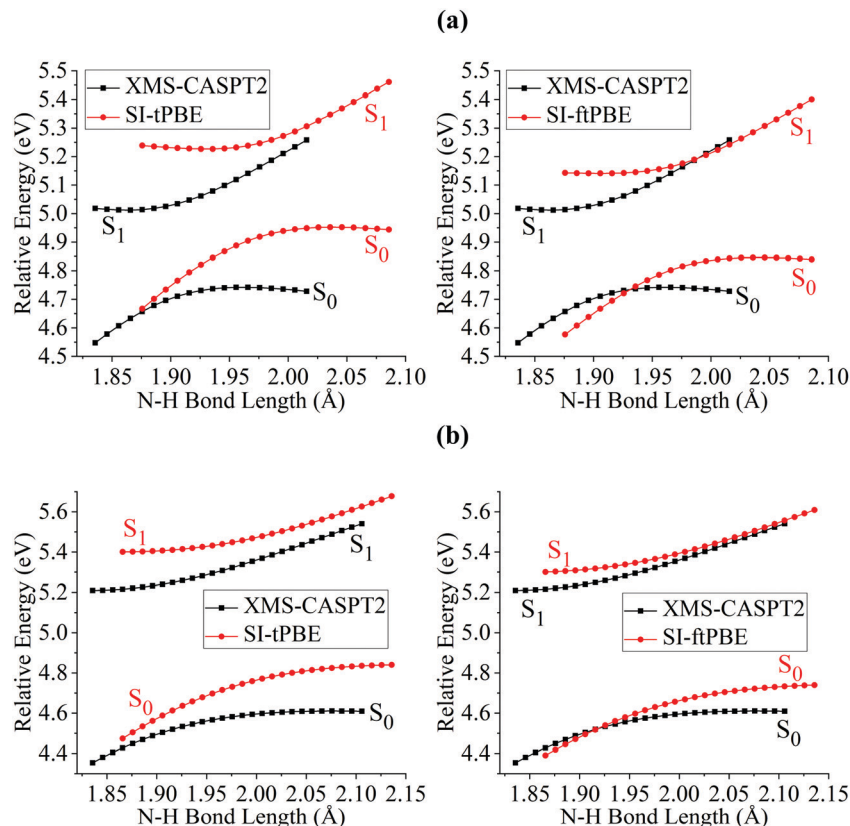 (a)
XMS-CASPT2
SI-tPBE
5.5
5.4
5.3
5.2
5.1
5.0
4.9
4.8
4.7
4.6
4.5
Relative Energy (eV)
S1
S1
S0
S0
1.85 1.90 1.95 2.00 2.05 2.10
N-H Bond Length (Å)
XMS-CASPT2
SI-ftPBE
5.5
5.4
5.3
5.2
5.1
5.0
4.9
4.8
4.7
4.6
4.5
Relative Energy (eV)
S1
S1
S0
S0
1.85 1.90 1.95 2.00 2.05 2.10
N-H Bond Length (Å)
(b)
5.6
5.4
5.2
5.0
4.8
4.6
4.4
Relative Energy (eV)
S1
S1
XMS-CASPT2
SI-tPBE
S0
S0
1.85 1.90 1.95 2.00 2.05 2.10 2.15
N-H Bond Length (Å)
5.6
5.4
5.2
5.0
4.8
4.6
4.4
Relative Energy (eV)
S1
S1
XMS-CASPT2
SI-ftPBE
S0
S0
1.85 1.90 1.95 2.00 2.05 2.10 2.15
N-H Bond Length (Å)